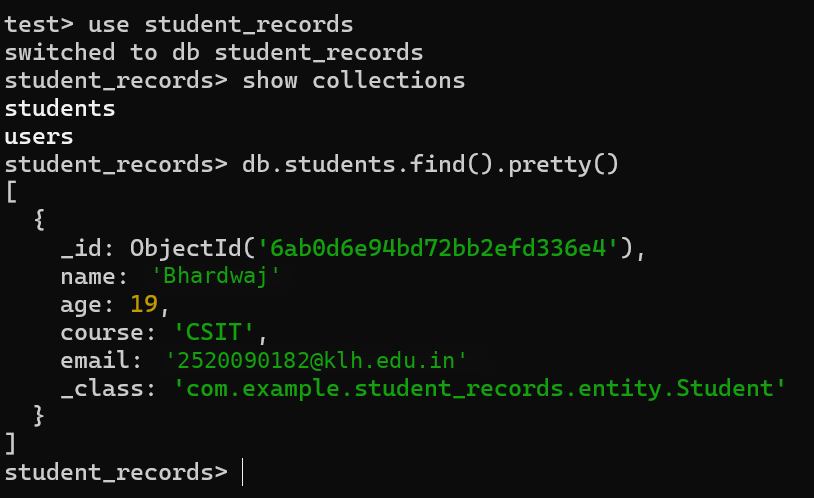 test> use student_records
switched to db student_records
student_records> show collections
students
users
student_records> db.students.find().pretty()
[
  {
    _id: ObjectId('6ab0d6e94bd72bb2efd336e4'),
    name: 'Bhardwaj'
    age: 19,
    course: 'CSIT',
    email: '2520090182@klh.edu.in'
    _class: 'com.example.student_records.entity.Student'
  }
]
student_records>